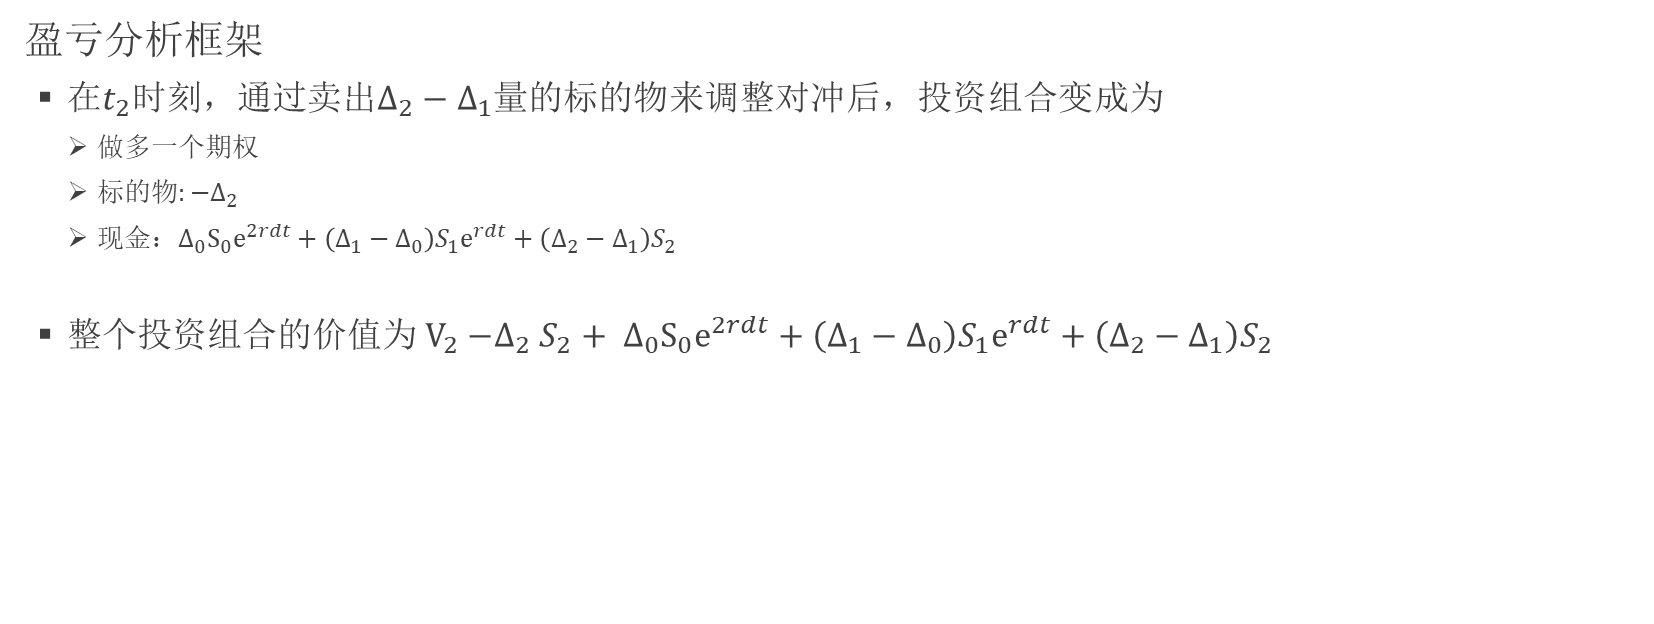 盈亏分析框架
▪ 在𝑡₂时刻，通过卖出Δ₂ − Δ₁量的标的物来调整对冲后，投资组合变成为
➢ 做多一个期权
➢ 标的物: −Δ₂
➢ 现金：Δ₀S₀e^{2𝑟𝑑𝑡} + (Δ₁ − Δ₀)𝑆₁e^{𝑟𝑑𝑡} + (Δ₂ − Δ₁)𝑆₂
▪ 整个投资组合的价值为 V₂ −Δ₂ 𝑆₂ + Δ₀S₀e^{2𝑟𝑑𝑡} + (Δ₁ − Δ₀)𝑆₁e^{𝑟𝑑𝑡} + (Δ₂ − Δ₁)𝑆₂